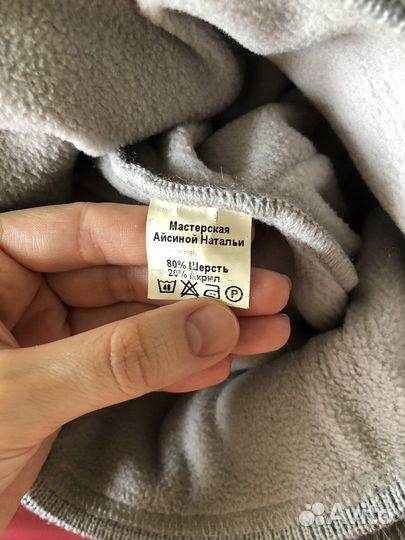 Мастерская
Айсиной Натальи
80% Шерсть
20% Акрил
P
Avito